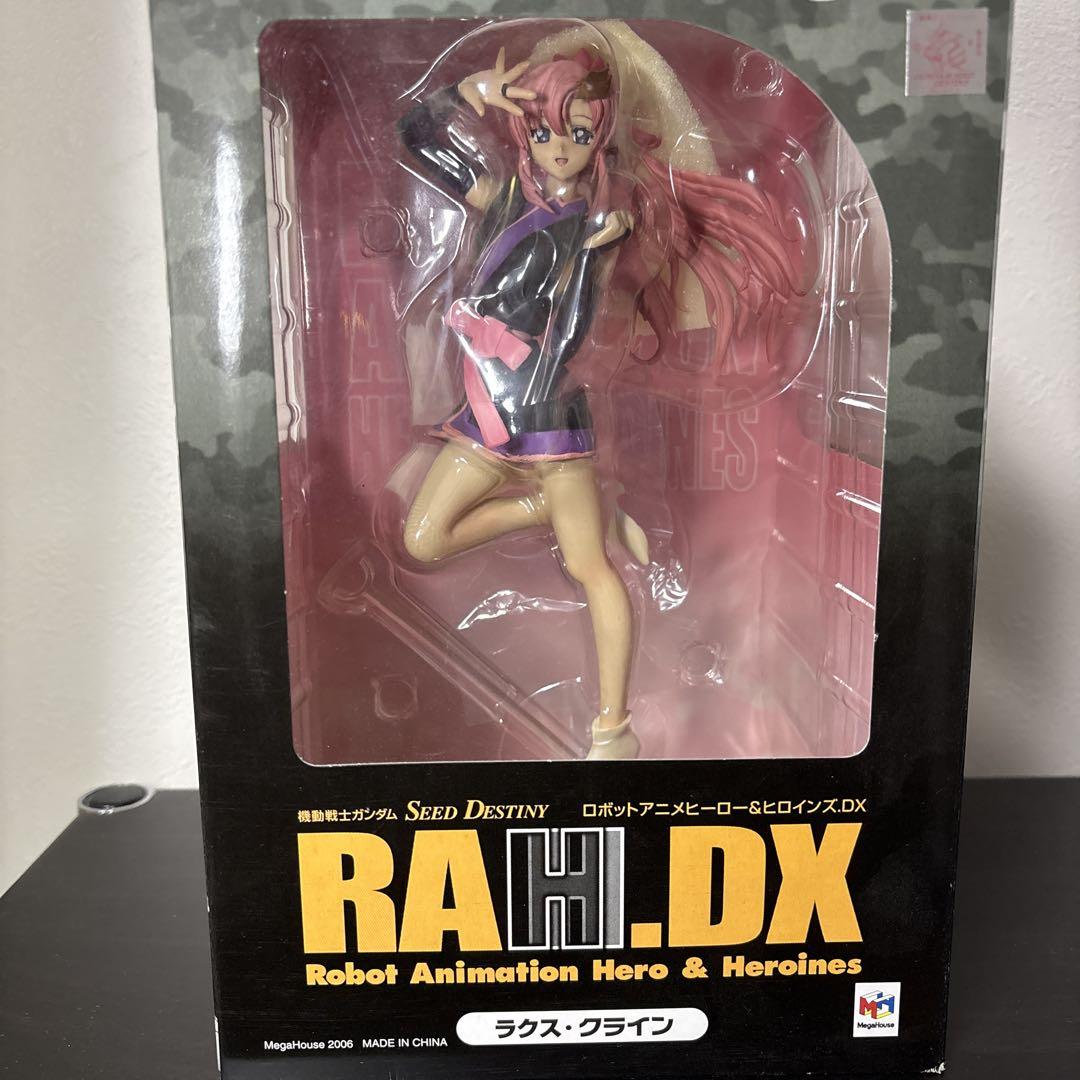 機動戦士ガンダム SEED DESTINY ロボットアニメヒーロー&ヒロインズ.DX
RAH.DX
Robot Animation Hero & Heroines
ラクス・クライン
MegaHouse 2006 MADE IN CHINA
MegaHouse